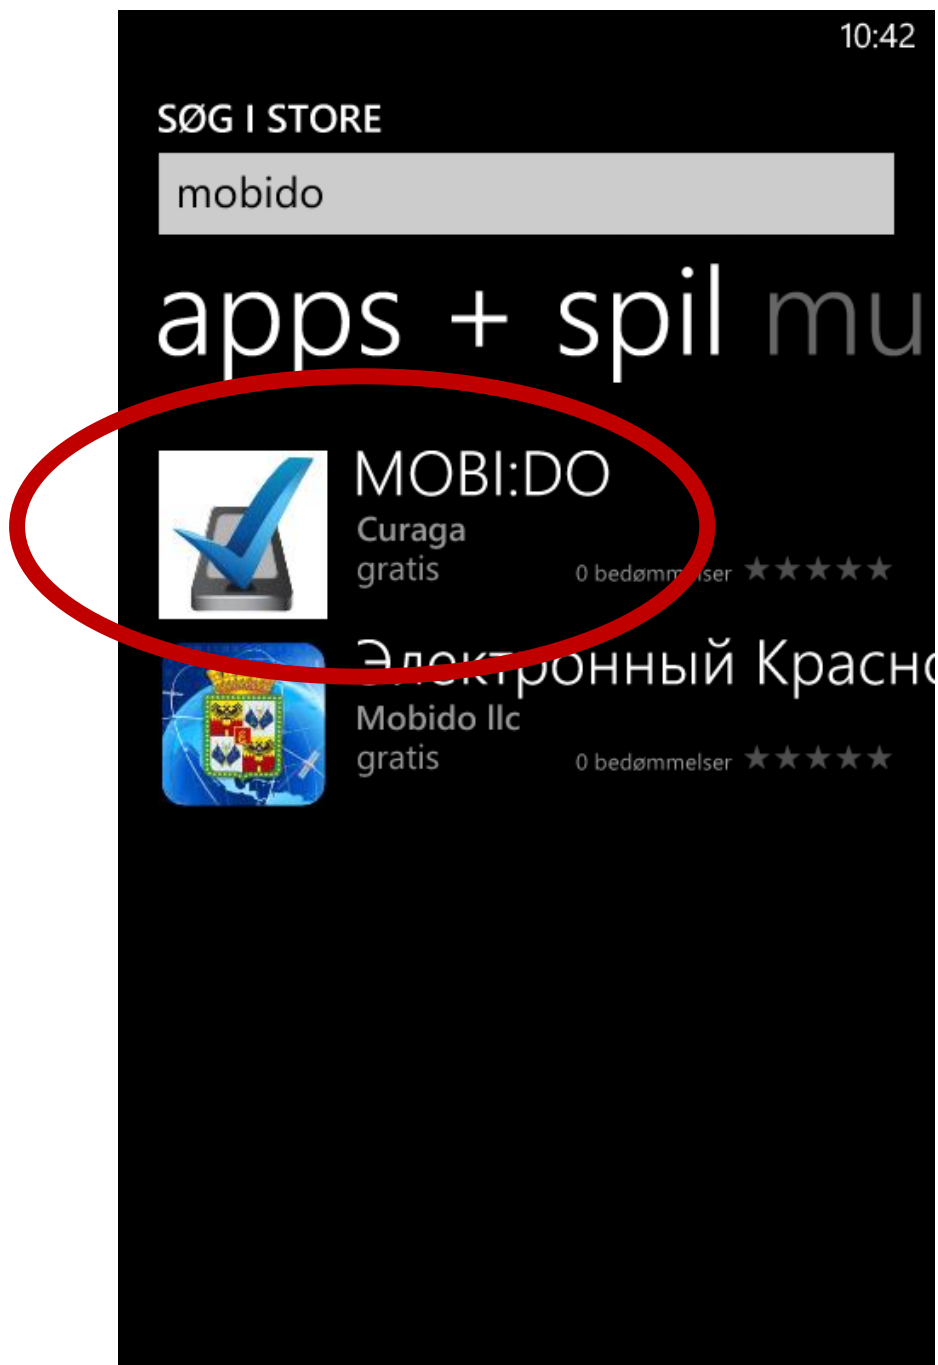 10:42
SØG I STORE
mobido
apps + spil mu
MOBI:DO
Curaga
gratis 0 bedømmelser
Электронный Красно
Mobido llc
gratis 0 bedømmelser